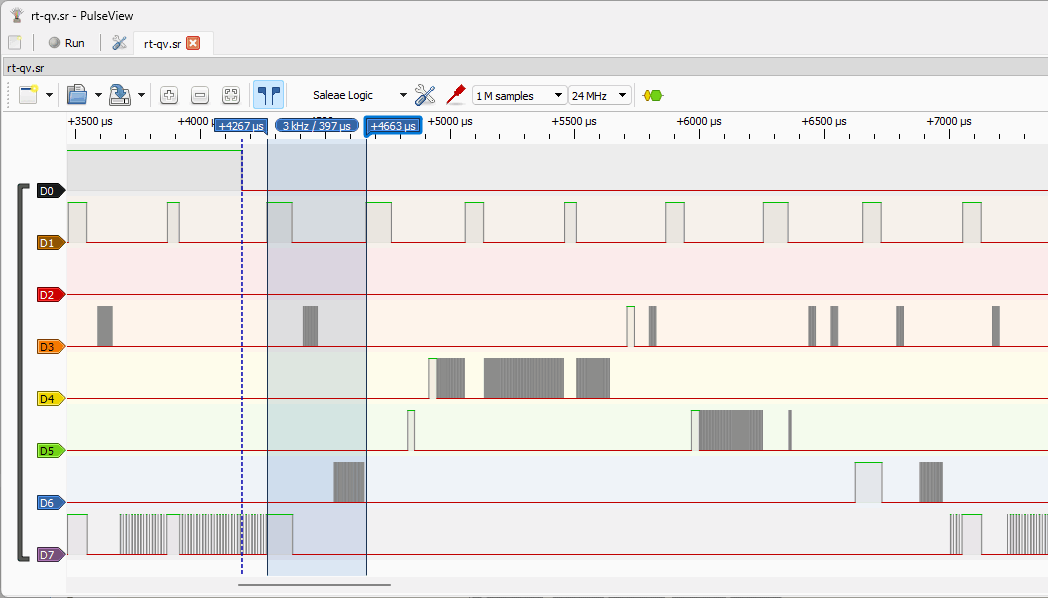 rt-qv.sr - PulseView
Run
rt-qv.sr
rt-qv.sr
Saleae Logic
1 M samples
24 MHz
+3500 µs
+4000
+4267 µs
3 kHz / 397 µs
+4663 µs
+5000 µs
+5500 µs
+6000 µs
+6500 µs
+7000 µs
D0
D1
D2
D3
D4
D5
D6
D7